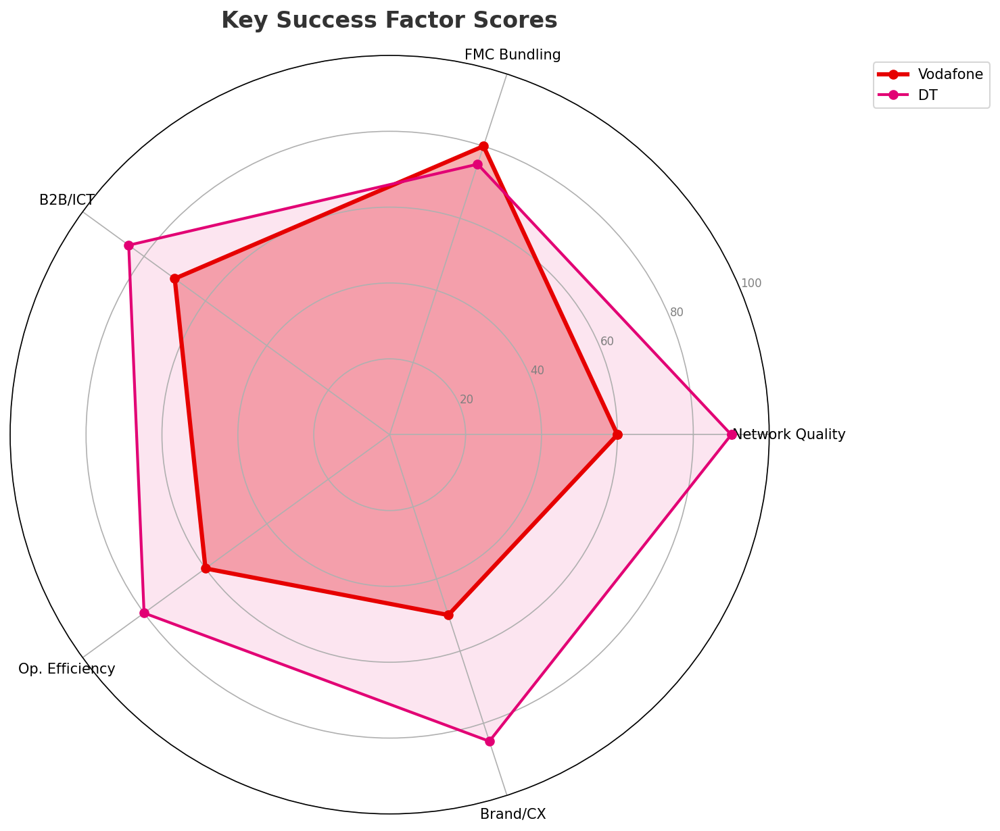 Key Success Factor Scores
FMC Bundling
Vodafone
DT
B2B/ICT
100
80
60
40
20
Network Quality
Op. Efficiency
Brand/CX